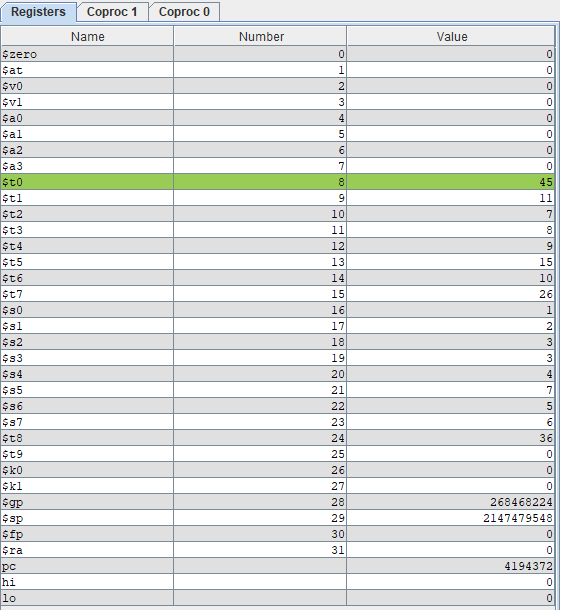 Registers Coproc 1 Coproc 0
Name Number Value
$zero 0 0
$at 1 0
$v0 2 0
$v1 3 0
$a0 4 0
$a1 5 0
$a2 6 0
$a3 7 0
$t0 8 45
$t1 9 11
$t2 10 7
$t3 11 8
$t4 12 9
$t5 13 15
$t6 14 10
$t7 15 26
$s0 16 1
$s1 17 2
$s2 18 3
$s3 19 3
$s4 20 4
$s5 21 7
$s6 22 5
$s7 23 6
$t8 24 36
$t9 25 0
$k0 26 0
$k1 27 0
$gp 28 268468224
$sp 29 2147479548
$fp 30 0
$ra 31 0
pc 4194372
hi 0
lo 0